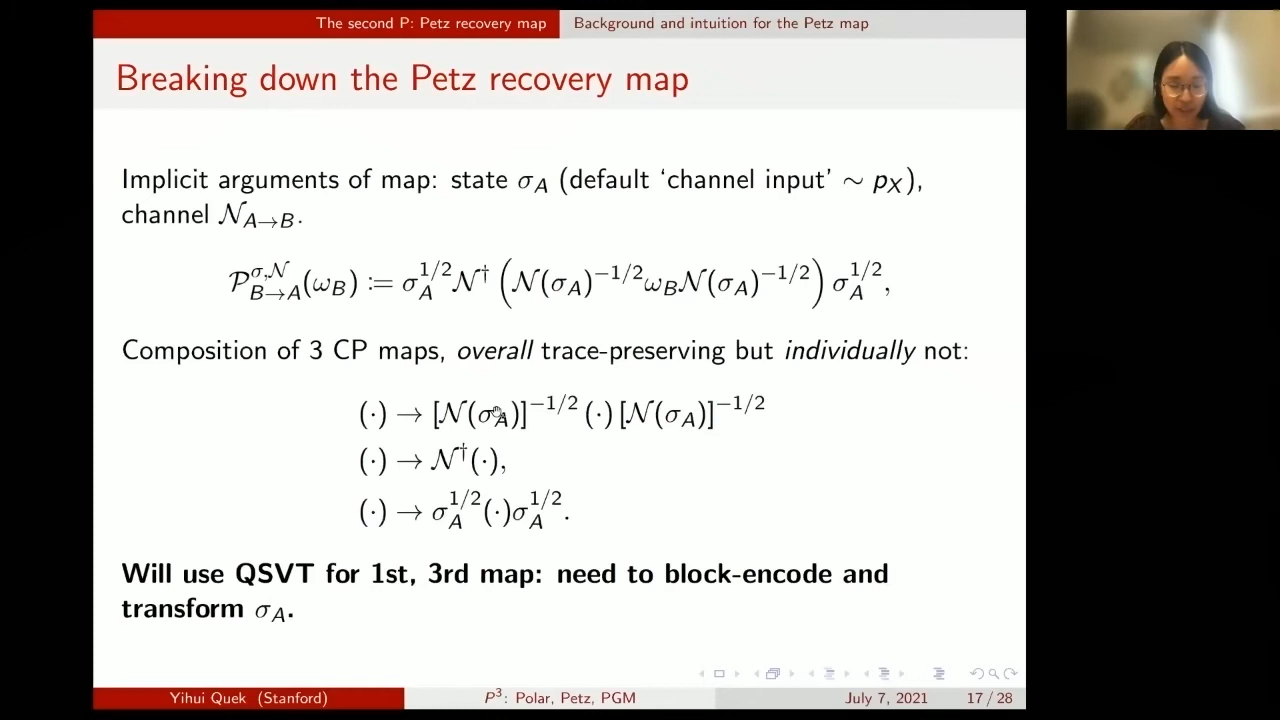 The second P: Petz recovery map Background and intuition for the Petz map
Breaking down the Petz recovery map
Implicit arguments of map: state σ_A (default ‘channel input’ ∼ p_X),
channel 𝒩_{A→B}.
𝒫_{B→A}^{σ,𝒩}(ω_B) := σ_A^{1/2} 𝒩^† (𝒩(σ_A)^{−1/2} ω_B 𝒩(σ_A)^{−1/2}) σ_A^{1/2},
Composition of 3 CP maps, overall trace-preserving but individually not:
(·) → [𝒩(σ_A)]^{−1/2} (·) [𝒩(σ_A)]^{−1/2}
(·) → 𝒩^†(·),
(·) → σ_A^{1/2}(·)σ_A^{1/2}.
Will use QSVT for 1st, 3rd map: need to block-encode and
transform σ_A.
Yihui Quek (Stanford) P³: Polar, Petz, PGM July 7, 2021 17 / 28